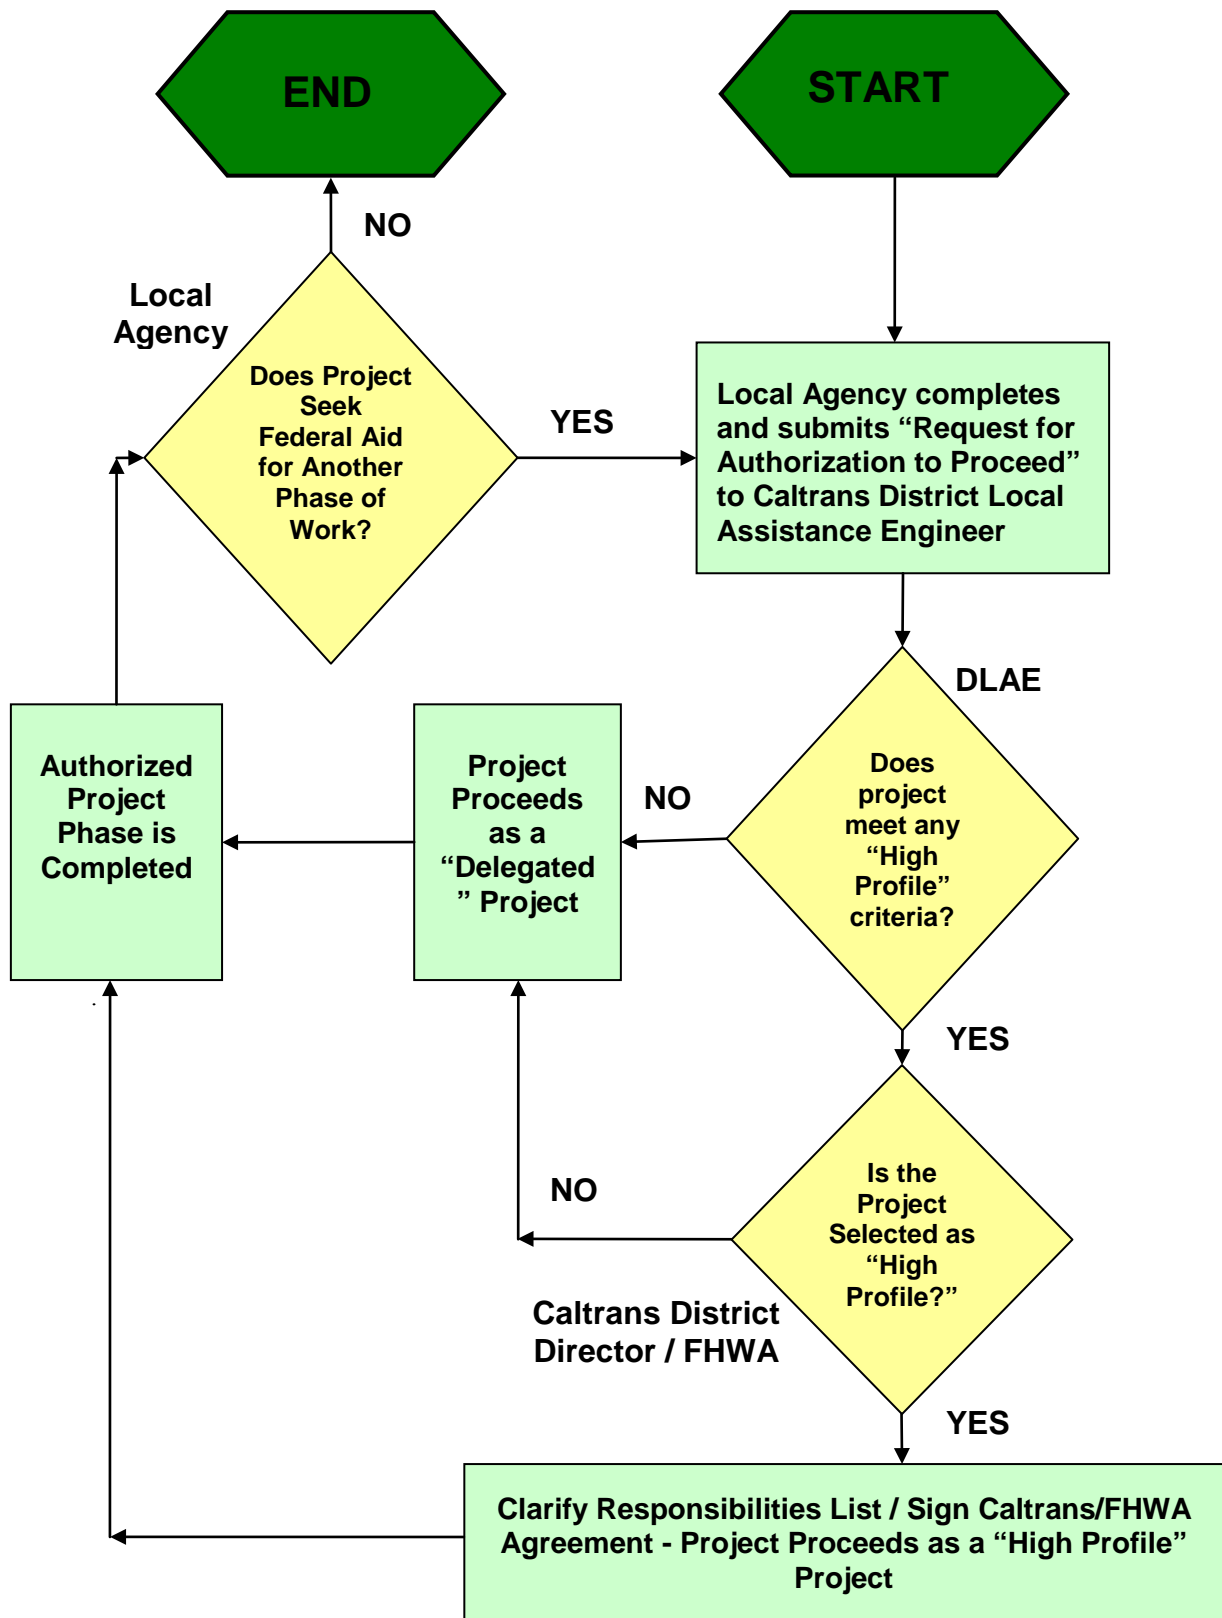 END
START
NO
Local
Agency
Does Project
Seek
Federal Aid
for Another
Phase of
Work?
YES
Local Agency completes
and submits “Request for
Authorization to Proceed”
to Caltrans District Local
Assistance Engineer
DLAE
Authorized
Project
Phase is
Completed
Project
Proceeds
as a
“Delegated
” Project
NO
Does
project
meet any
“High
Profile”
criteria?
YES
Is the
Project
Selected as
“High
Profile?”
NO
Caltrans District
Director / FHWA
YES
Clarify Responsibilities List / Sign Caltrans/FHWA
Agreement - Project Proceeds as a “High Profile”
Project